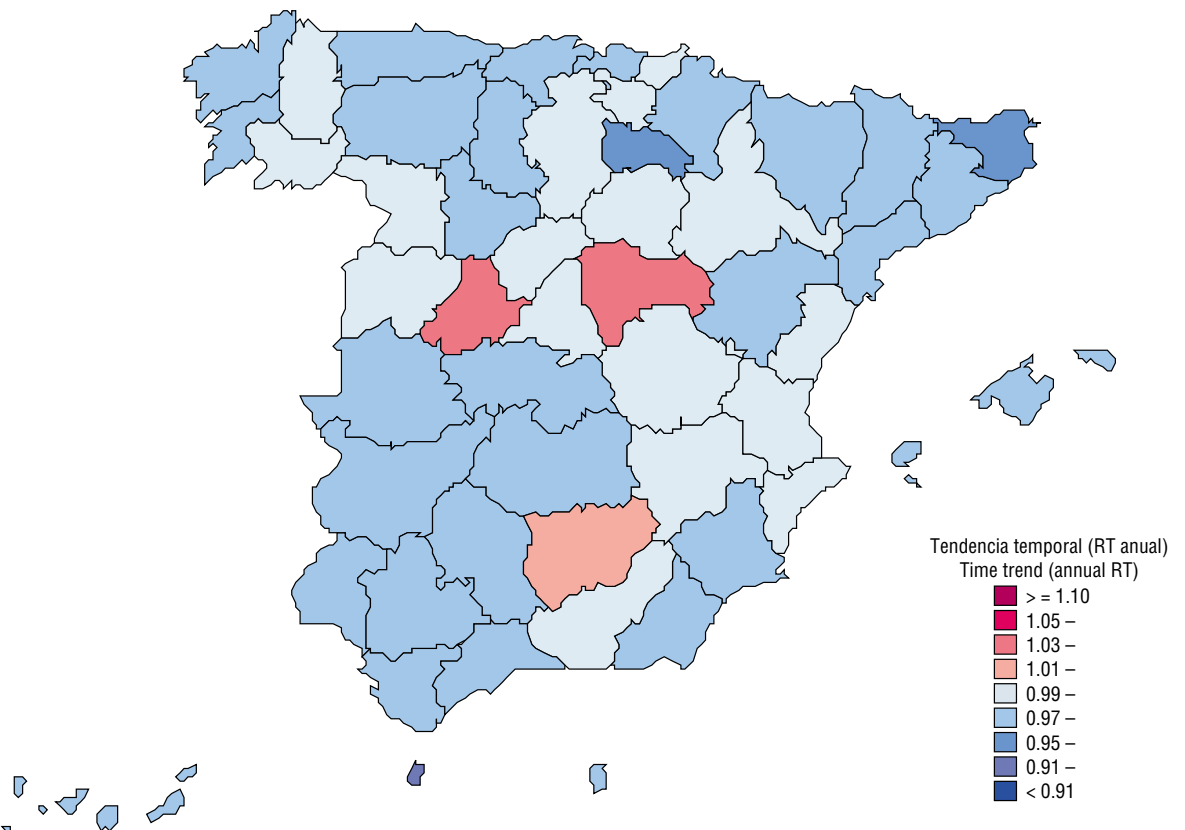 Tendencia temporal (RT anual)
Time trend (annual RT)
> = 1.10
1.05 –
1.03 –
1.01 –
0.99 –
0.97 –
0.95 –
0.91 –
< 0.91